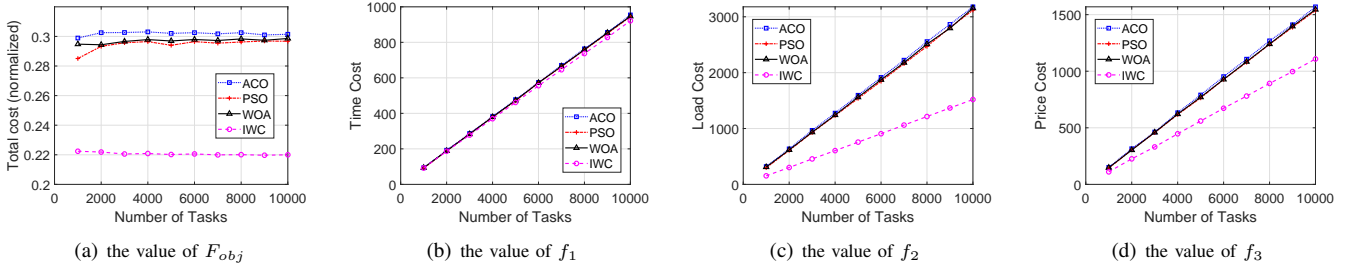 Total cost (normalized)
0.3
0.28
0.26
0.24
0.22
0.2
ACO
PSO
WOA
IWC
0 2000 4000 6000 8000 10000
Number of Tasks
(a) the value of F_obj
Time Cost
1000
800
600
400
200
0
ACO
PSO
WOA
IWC
0 2000 4000 6000 8000 10000
Number of Tasks
(b) the value of f_1
Load Cost
3000
2000
1000
0
ACO
PSO
WOA
IWC
0 2000 4000 6000 8000 10000
Number of Tasks
(c) the value of f_2
Price Cost
1500
1000
500
0
ACO
PSO
WOA
IWC
0 2000 4000 6000 8000 10000
Number of Tasks
(d) the value of f_3